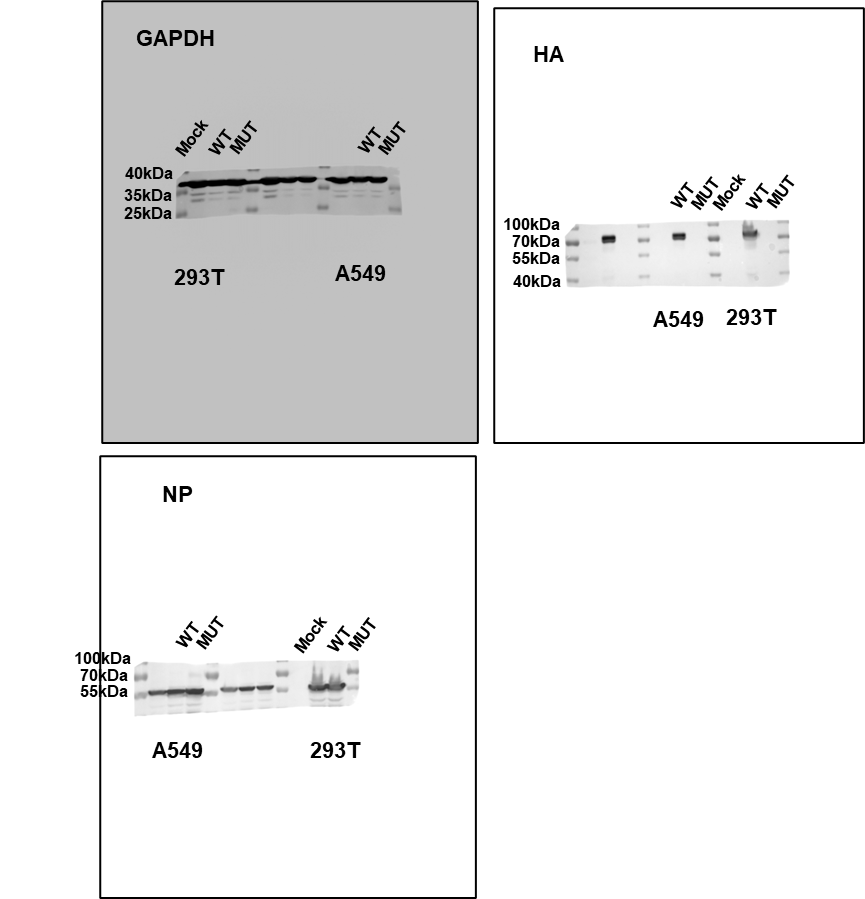 GAPDH
Mock WT MUT WT MUT
40kDa
35kDa
25kDa
293T A549
HA
WT MUT Mock WT MUT
100kDa
70kDa
55kDa
40kDa
A549 293T
NP
WT MUT Mock WT MUT
100kDa
70kDa
55kDa
A549 293T